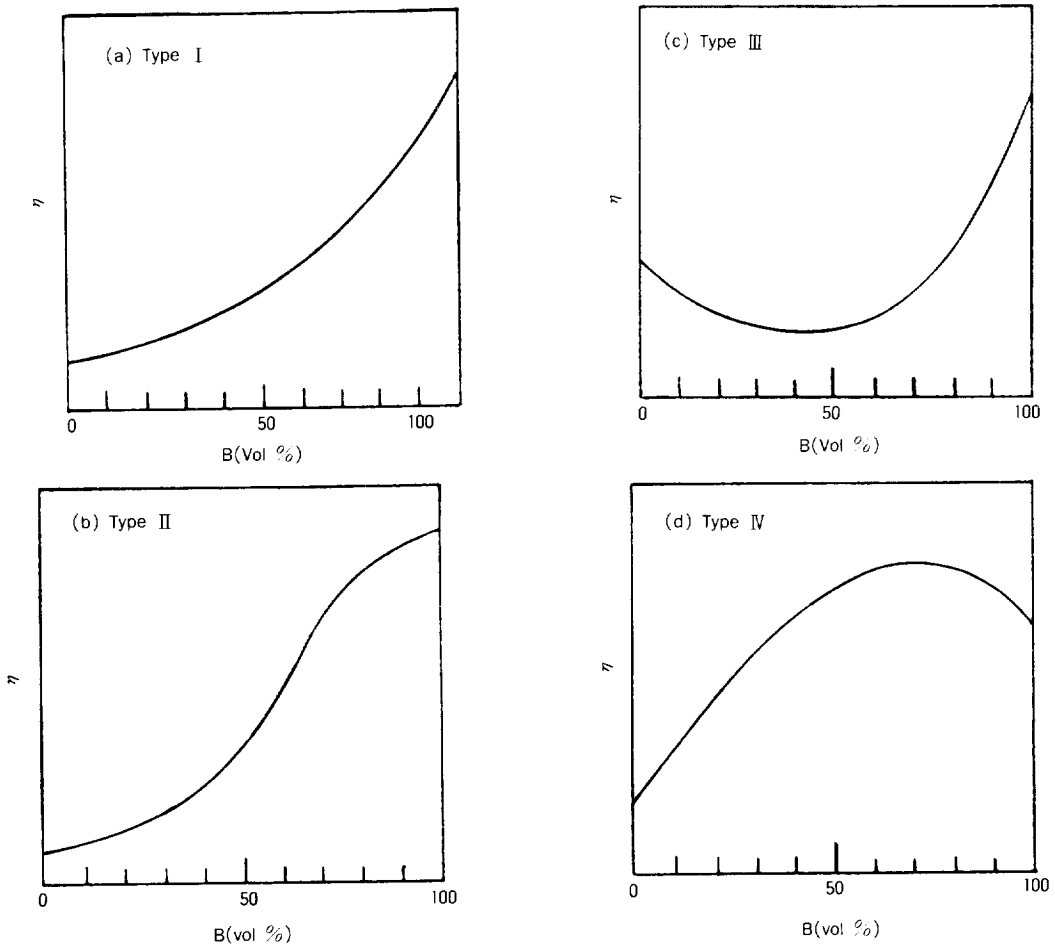 (a) Type Ⅰ
η
0 50 100
B(Vol %)
(c) Type Ⅲ
η
0 50 100
B(Vol %)
(b) Type Ⅱ
η
0 50 100
B(vol %)
(d) Type Ⅳ
η
0 50 100
B(vol %)